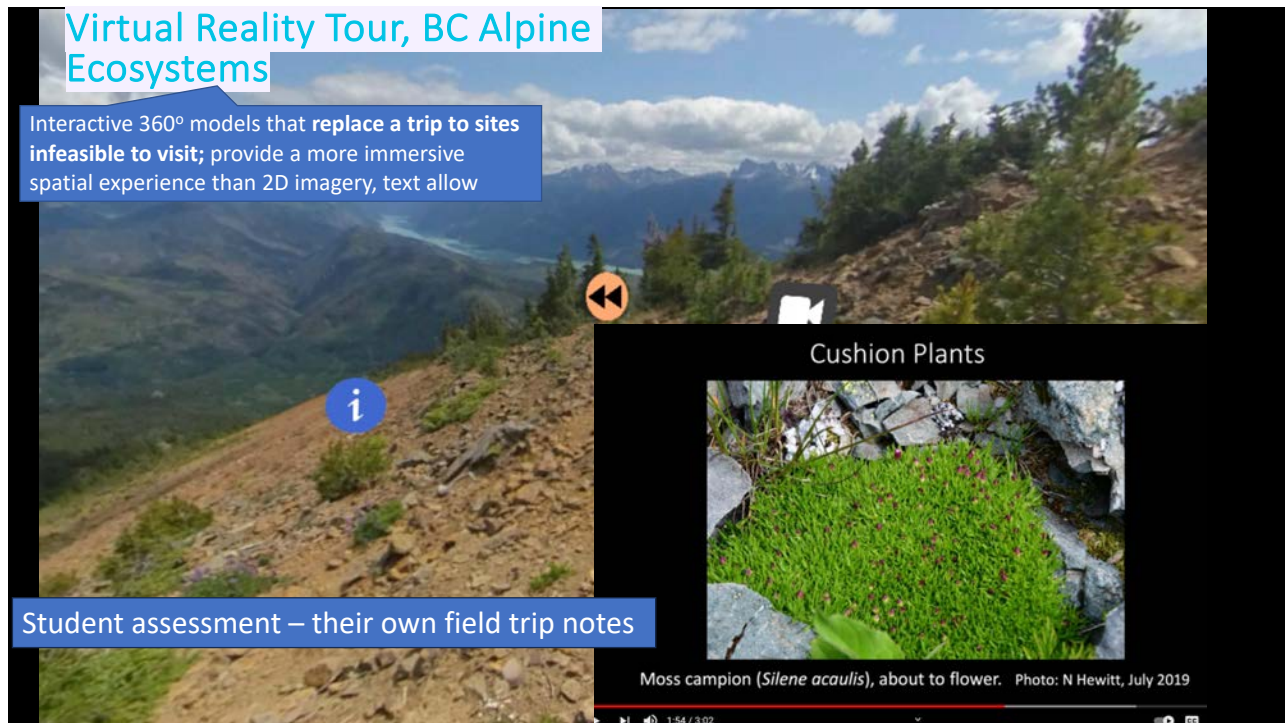 Virtual Reality Tour, BC Alpine
Ecosystems
Interactive 360° models that replace a trip to sites
infeasible to visit; provide a more immersive
spatial experience than 2D imagery, text allow
i
Cushion Plants
Student assessment – their own field trip notes
Moss campion (Silene acaulis), about to flower. Photo: N Hewitt, July 2019
1:54 / 3:02